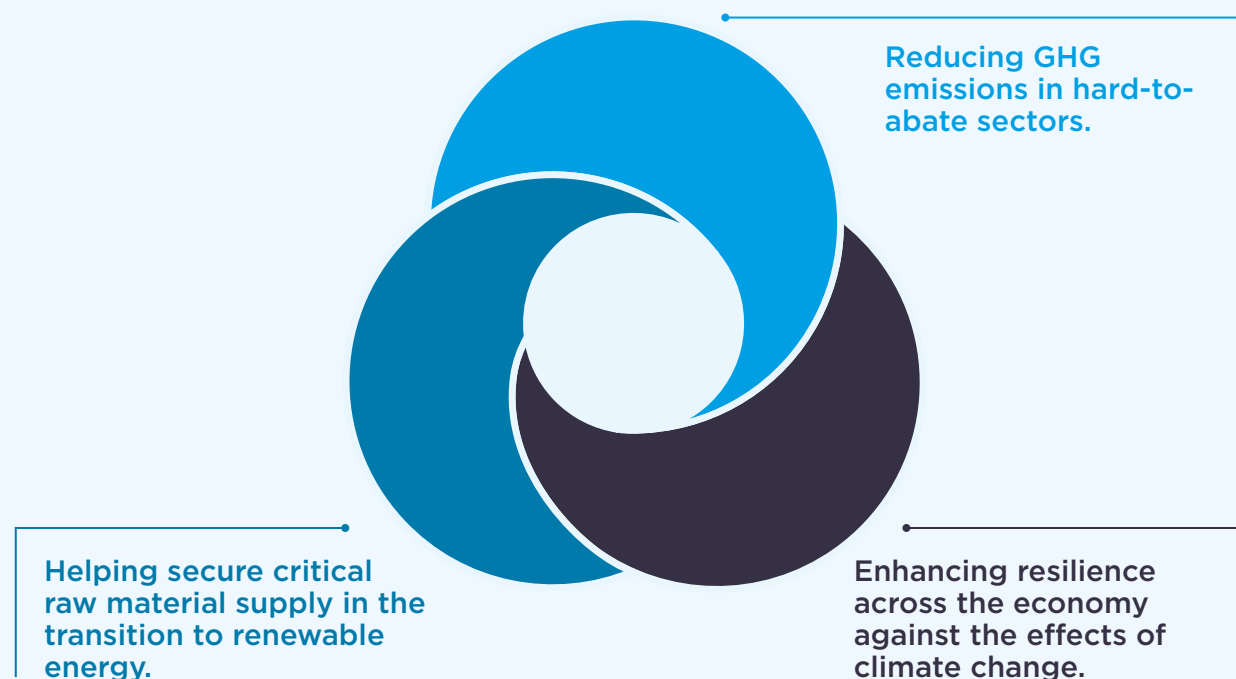 Reducing GHG
emissions in hard-to-
abate sectors.
Helping secure critical
raw material supply in the
transition to renewable
energy.
Enhancing resilience
across the economy
against the effects of
climate change.